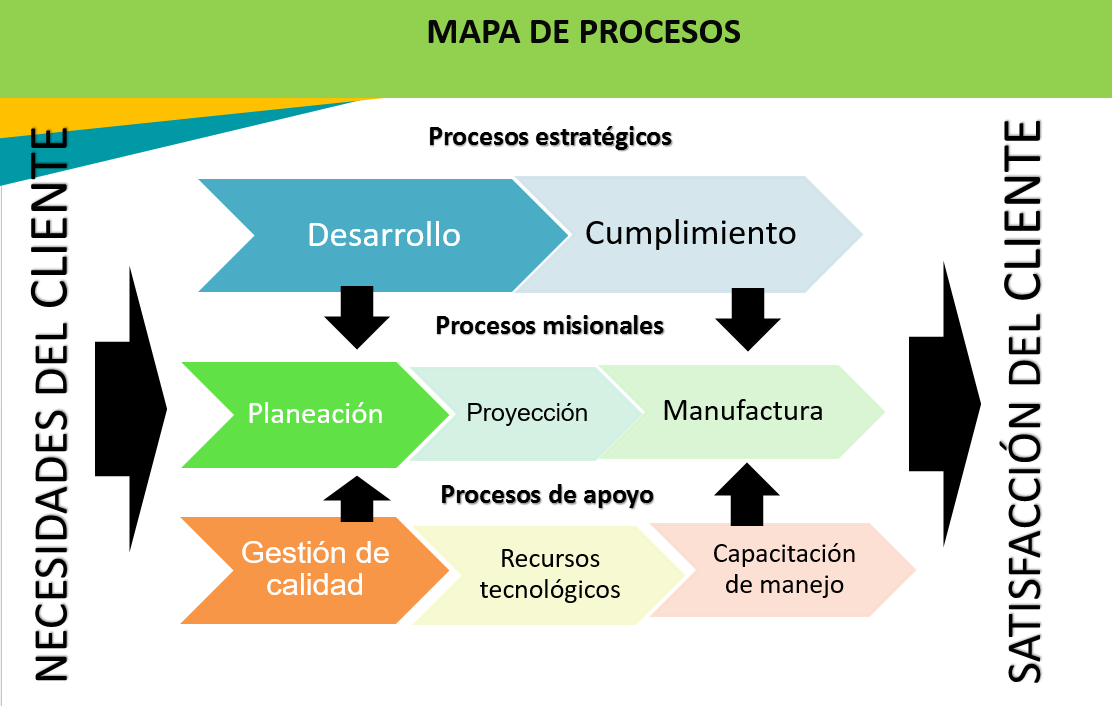 MAPA DE PROCESOS
NECESIDADES DEL CLIENTE
Procesos estratégicos
Desarrollo
Cumplimiento
Procesos misionales
Planeación
Proyección
Manufactura
Procesos de apoyo
Gestión de
calidad
Recursos
tecnológicos
Capacitación
de manejo
SATISFACCIÓN DEL CLIENTE